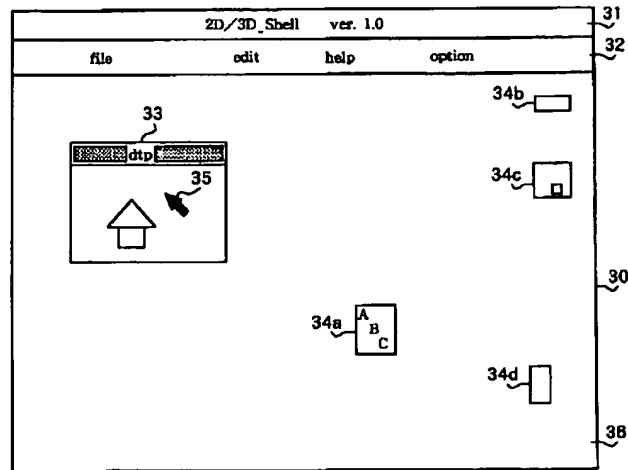 31
2D/3D_Shell ver. 1.0
32
file edit help option
34b
33
dtp
34c
35
30
34a
A
B
C
34d
36